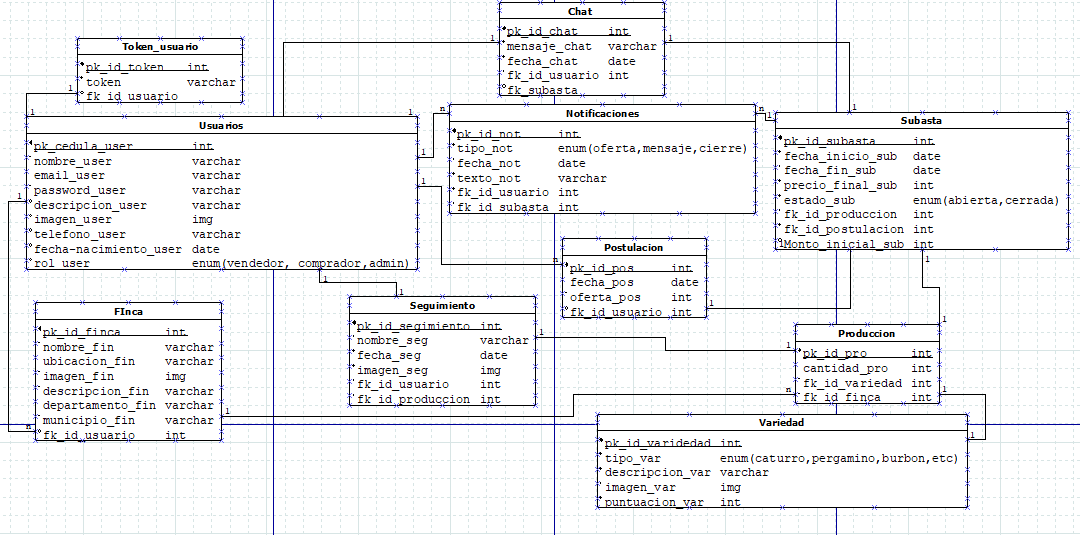 Chat
pk_id_chat int
mensaje_chat varchar
fecha_chat date
fk_id_usuario int
fk_subasta
1
1
Token_usuario
pk_id_token int
token varchar
fk_id_usuario
1
Usuarios
1
1
pk_cedula_user int
nombre_user varchar
email_user varchar
password_user varchar
descripcion_user varchar
imagen_user img
telefono_user varchar
fecha-nacimiento_user date
rol_user enum(vendedor, comprador,admin)
1
1
1
1
Notificaciones
n
n
pk_id_not int
tipo_not enum(oferta,mensaje,cierre)
fecha_not date
texto_not varchar
fk_id_usuario int
fk_id_subasta int
Subasta
1
1
pk_id_subasta int
fecha_inicio_sub date
fecha_fin_sub date
precio_final_sub int
estado_sub enum(abierta,cerrada)
fk_id_produccion int
fk_id_postulacion int
Monto_inicial_sub int
1
1
Postulacion
n
pk_id_pos int
fecha_pos date
oferta_pos int
fk_id_usuario int
1
Seguimiento
1
pk_id_segimiento int
nombre_seg varchar
fecha_seg date
imagen_seg img
fk_id_usuario int
fk_id_produccion int
1
FInca
pk_id_finca int
nombre_fin varchar
ubicacion_fin varchar
imagen_fin img
descripcion_fin varchar
departamento_fin varchar
municipio_fin varchar
fk_id_usuario int
n
1
Produccion
1
1
pk_id_pro int
cantidad_pro int
fk_id_variedad int
fk_id_finca int
n
1
Variedad
pk_id_varidedad int
tipo_var enum(caturro,pergamino,burbon,etc)
descripcion_var varchar
imagen_var img
puntuacion_var int
1